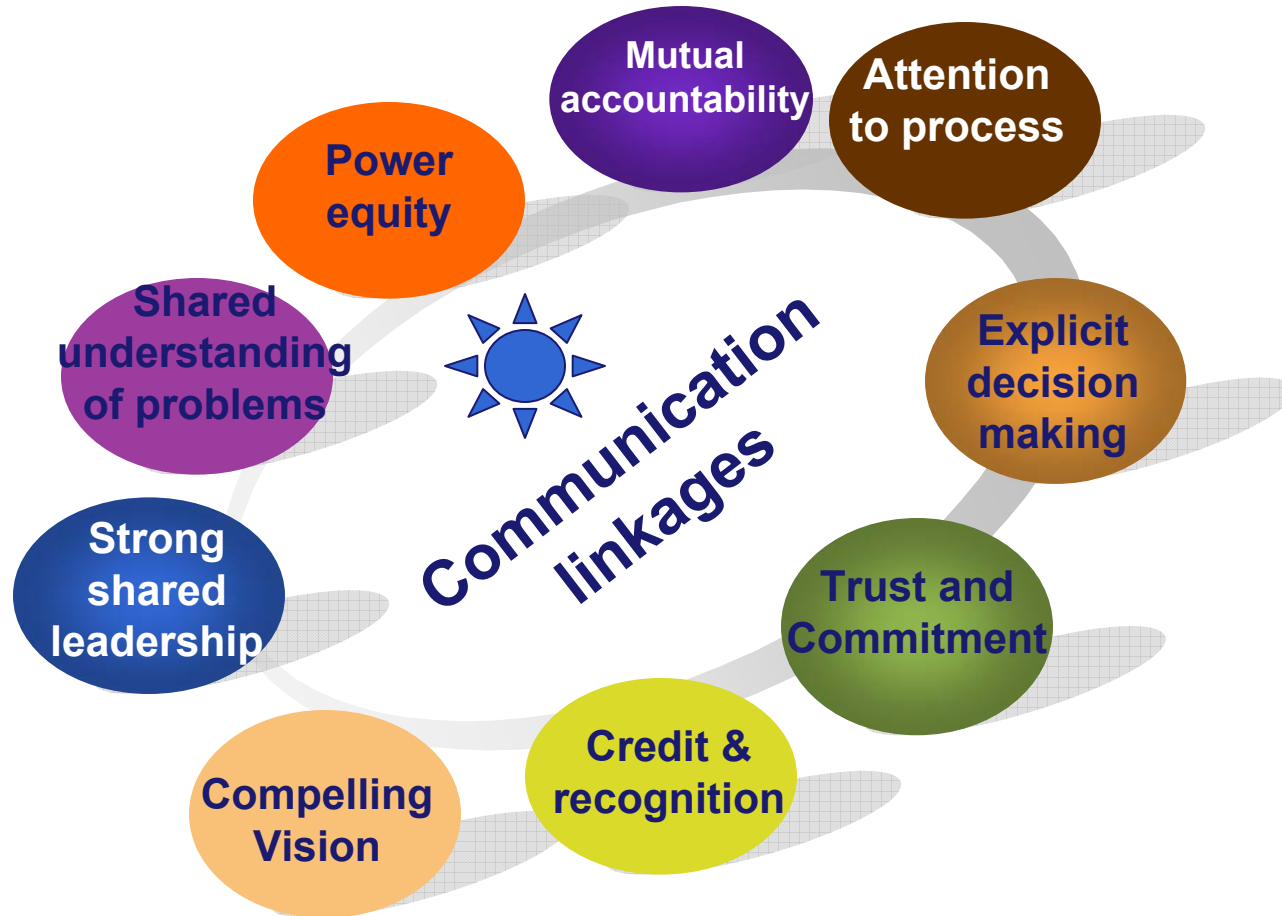 Mutual
accountability
Attention
to process
Power
equity
Shared
understanding
of problems
Explicit
decision
making
Communication
linkages
Strong
shared
leadership
Trust and
Commitment
Credit &
recognition
Compelling
Vision